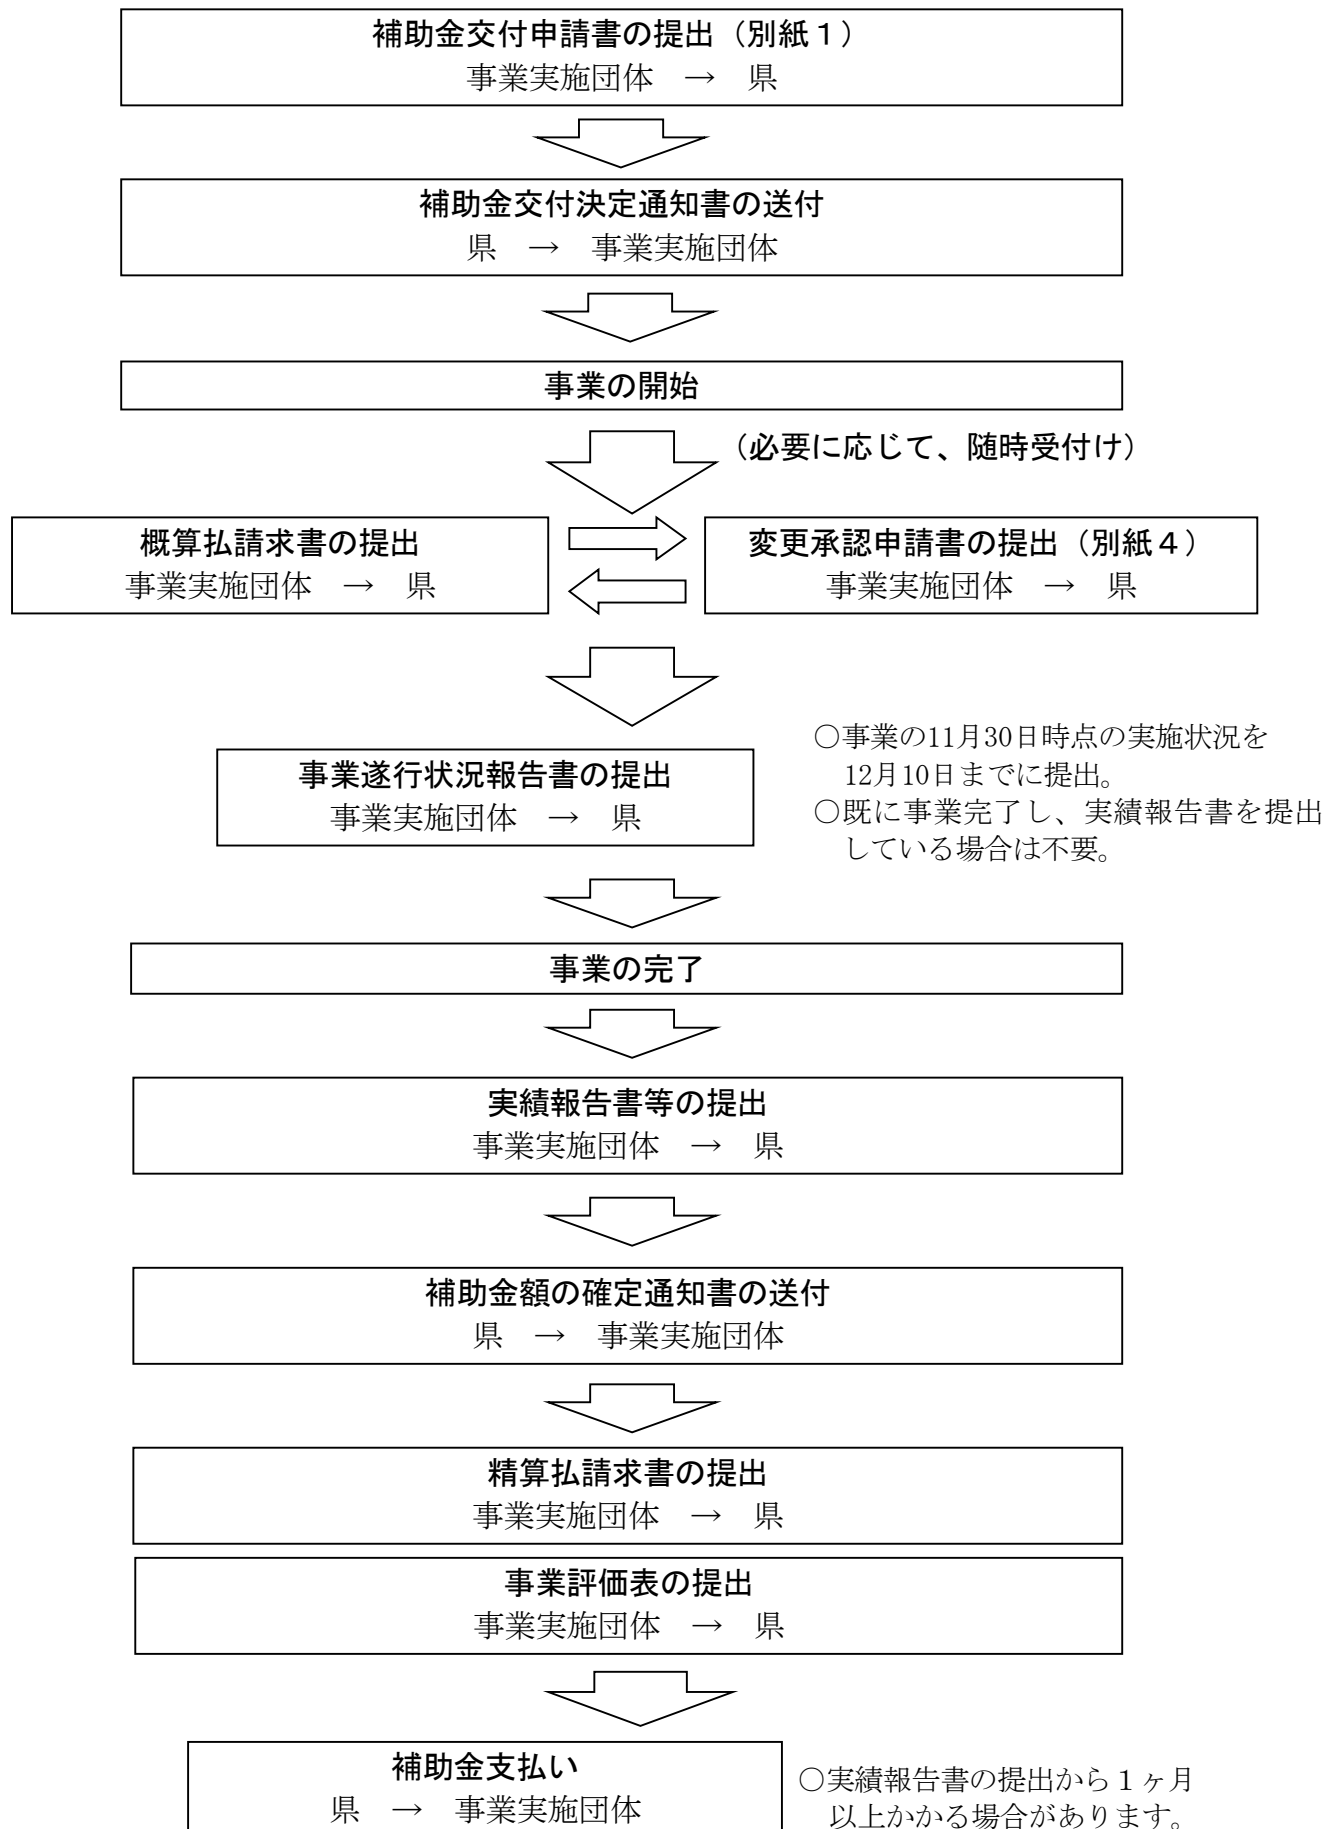 補助金交付申請書の提出（別紙１）
事業実施団体　→　県
補助金交付決定通知書の送付
県　→　事業実施団体
事業の開始
（必要に応じて、随時受付け）
概算払請求書の提出
事業実施団体　→　県
変更承認申請書の提出（別紙４）
事業実施団体　→　県
○事業の11月30日時点の実施状況を
12月10日までに提出。
○既に事業完了し、実績報告書を提出
している場合は不要。
事業遂行状況報告書の提出
事業実施団体　→　県
事業の完了
実績報告書等の提出
事業実施団体　→　県
補助金額の確定通知書の送付
県　→　事業実施団体
精算払請求書の提出
事業実施団体　→　県
事業評価表の提出
事業実施団体　→　県
補助金支払い
県　→　事業実施団体
○実績報告書の提出から１ヶ月
以上かかる場合があります。